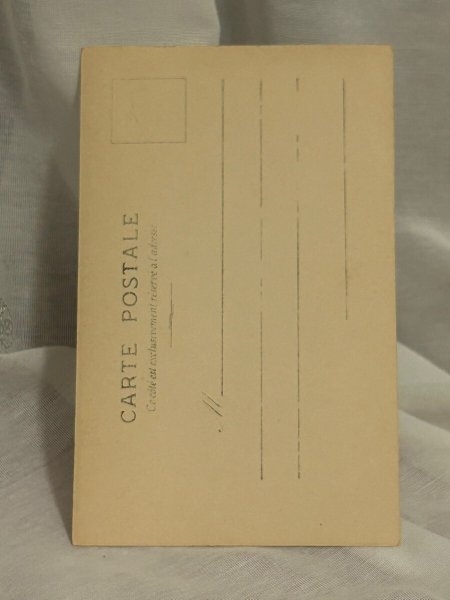 CARTE POSTALE
Ce côté est exclusivement réservé à l'adresse
M